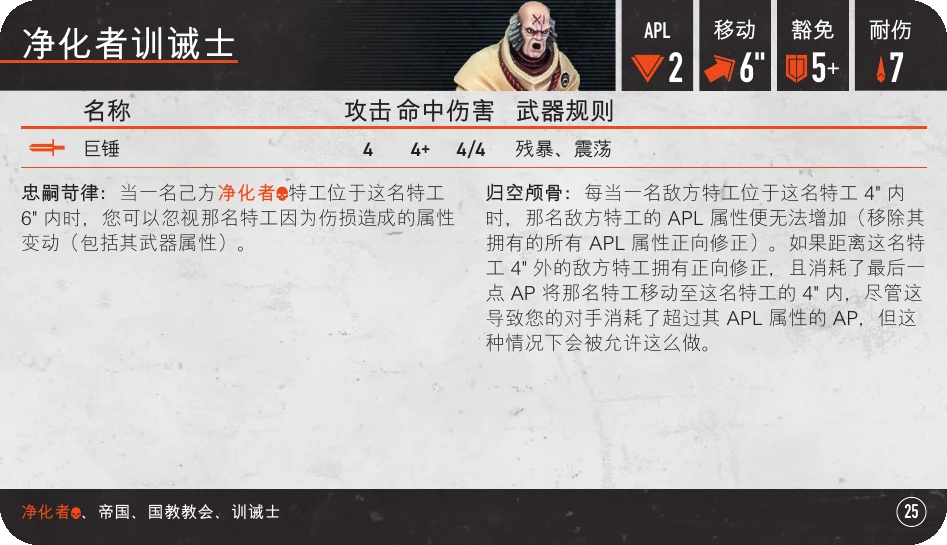 净化者训诫士
APL 移动 豁免 耐伤
2 6" 5+ 7
名称 攻击 命中 伤害 武器规则
巨锤 4 4+ 4/4 残暴、震荡
忠嗣苛律：当一名己方净化者特工位于这名特工
6" 内时，您可以忽视那名特工因为伤损造成的属性
变动（包括其武器属性）。
归空颅骨：每当一名敌方特工位于这名特工 4" 内
时，那名敌方特工的 APL 属性便无法增加（移除其
拥有的所有 APL 属性正向修正）。如果距离这名特
工 4" 外的敌方特工拥有正向修正，且消耗了最后一
点 AP 将那名特工移动至这名特工的 4" 内，尽管这
导致您的对手消耗了超过其 APL 属性的 AP，但这
种情况下会被允许这么做。
净化者、帝国、国教教会、训诫士
25